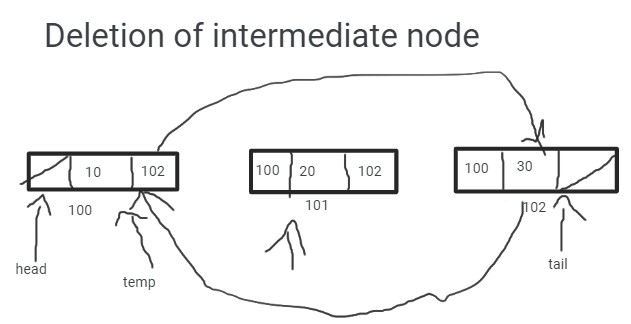 Deletion of intermediate node
10 102 100 20 102 100 30
100 101 102
head temp tail